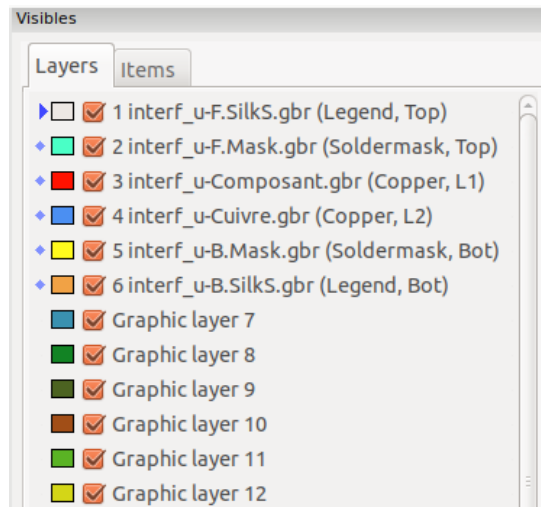 Visibles
Layers Items
1 interf_u-F.SilkS.gbr (Legend, Top)
2 interf_u-F.Mask.gbr (Soldermask, Top)
3 interf_u-Composant.gbr (Copper, L1)
4 interf_u-Cuivre.gbr (Copper, L2)
5 interf_u-B.Mask.gbr (Soldermask, Bot)
6 interf_u-B.SilkS.gbr (Legend, Bot)
Graphic layer 7
Graphic layer 8
Graphic layer 9
Graphic layer 10
Graphic layer 11
Graphic layer 12